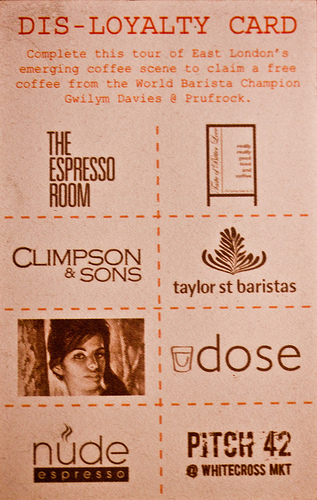 DIS-LOYALTY CARD
Complete this tour of East London's
emerging coffee scene to claim a free
coffee from the World Barista Champion
Gwilym Davies @ Prufrock.
THE
ESPRESSO
ROOM
Taste of Bitter Love
CLIMPSON
& SONS
taylor st baristas
dose
nude
espresso
PITCH 42
@ WHITECROSS MKT